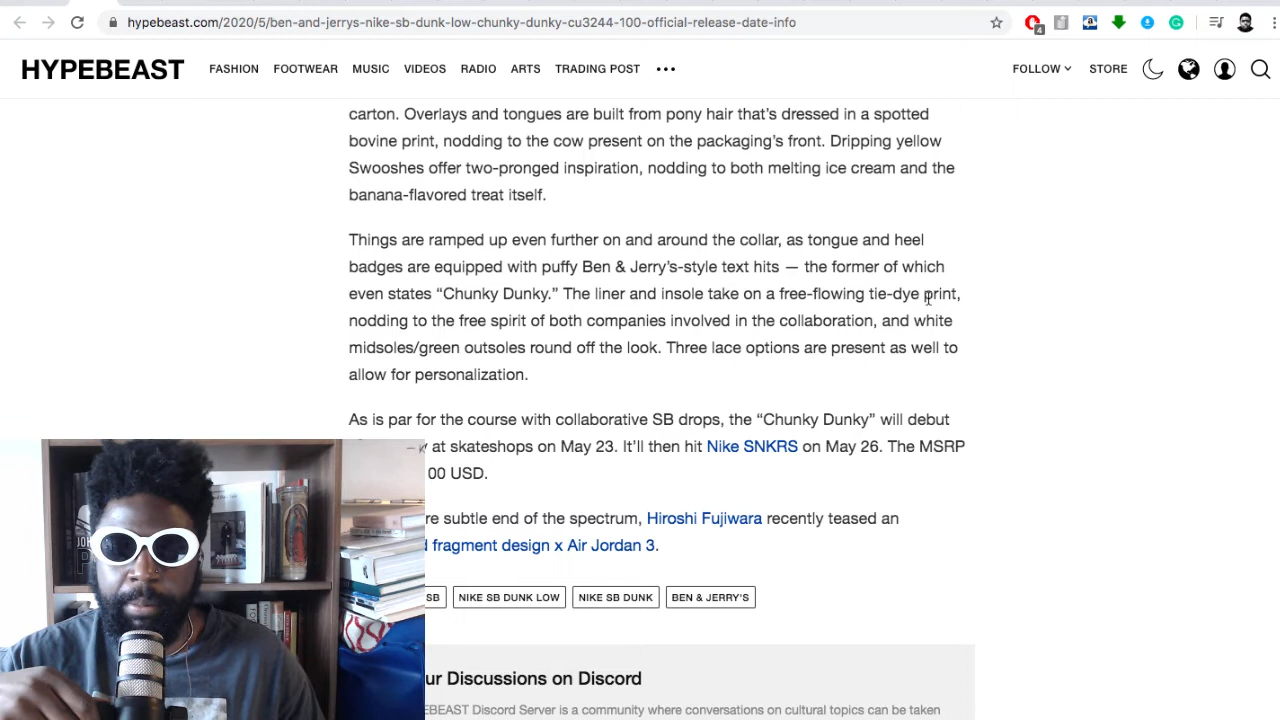 hypebeast.com/2020/5/ben-and-jerrys-nike-sb-dunk-low-chunky-dunky-cu3244-100-official-release-date-info
4
HYPEBEAST
FASHION FOOTWEAR MUSIC VIDEOS RADIO ARTS TRADING POST
FOLLOW STORE
carton. Overlays and tongues are built from pony hair that’s dressed in a spotted
bovine print, nodding to the cow present on the packaging’s front. Dripping yellow
Swooshes offer two-pronged inspiration, nodding to both melting ice cream and the
banana-flavored treat itself.
Things are ramped up even further on and around the collar, as tongue and heel
badges are equipped with puffy Ben & Jerry’s-style text hits — the former of which
even states “Chunky Dunky.” The liner and insole take on a free-flowing tie-dye print,
nodding to the free spirit of both companies involved in the collaboration, and white
midsoles/green outsoles round off the look. Three lace options are present as well to
allow for personalization.
As is par for the course with collaborative SB drops, the “Chunky Dunky” will debut
at skateshops on May 23. It’ll then hit Nike SNKRS on May 26. The MSRP
00 USD.
re subtle end of the spectrum, Hiroshi Fujiwara recently teased an
d fragment design x Air Jordan 3.
SB NIKE SB DUNK LOW NIKE SB DUNK BEN & JERRY'S
ur Discussions on Discord
EBEAST Discord Server is a community where conversations on cultural topics can be taken